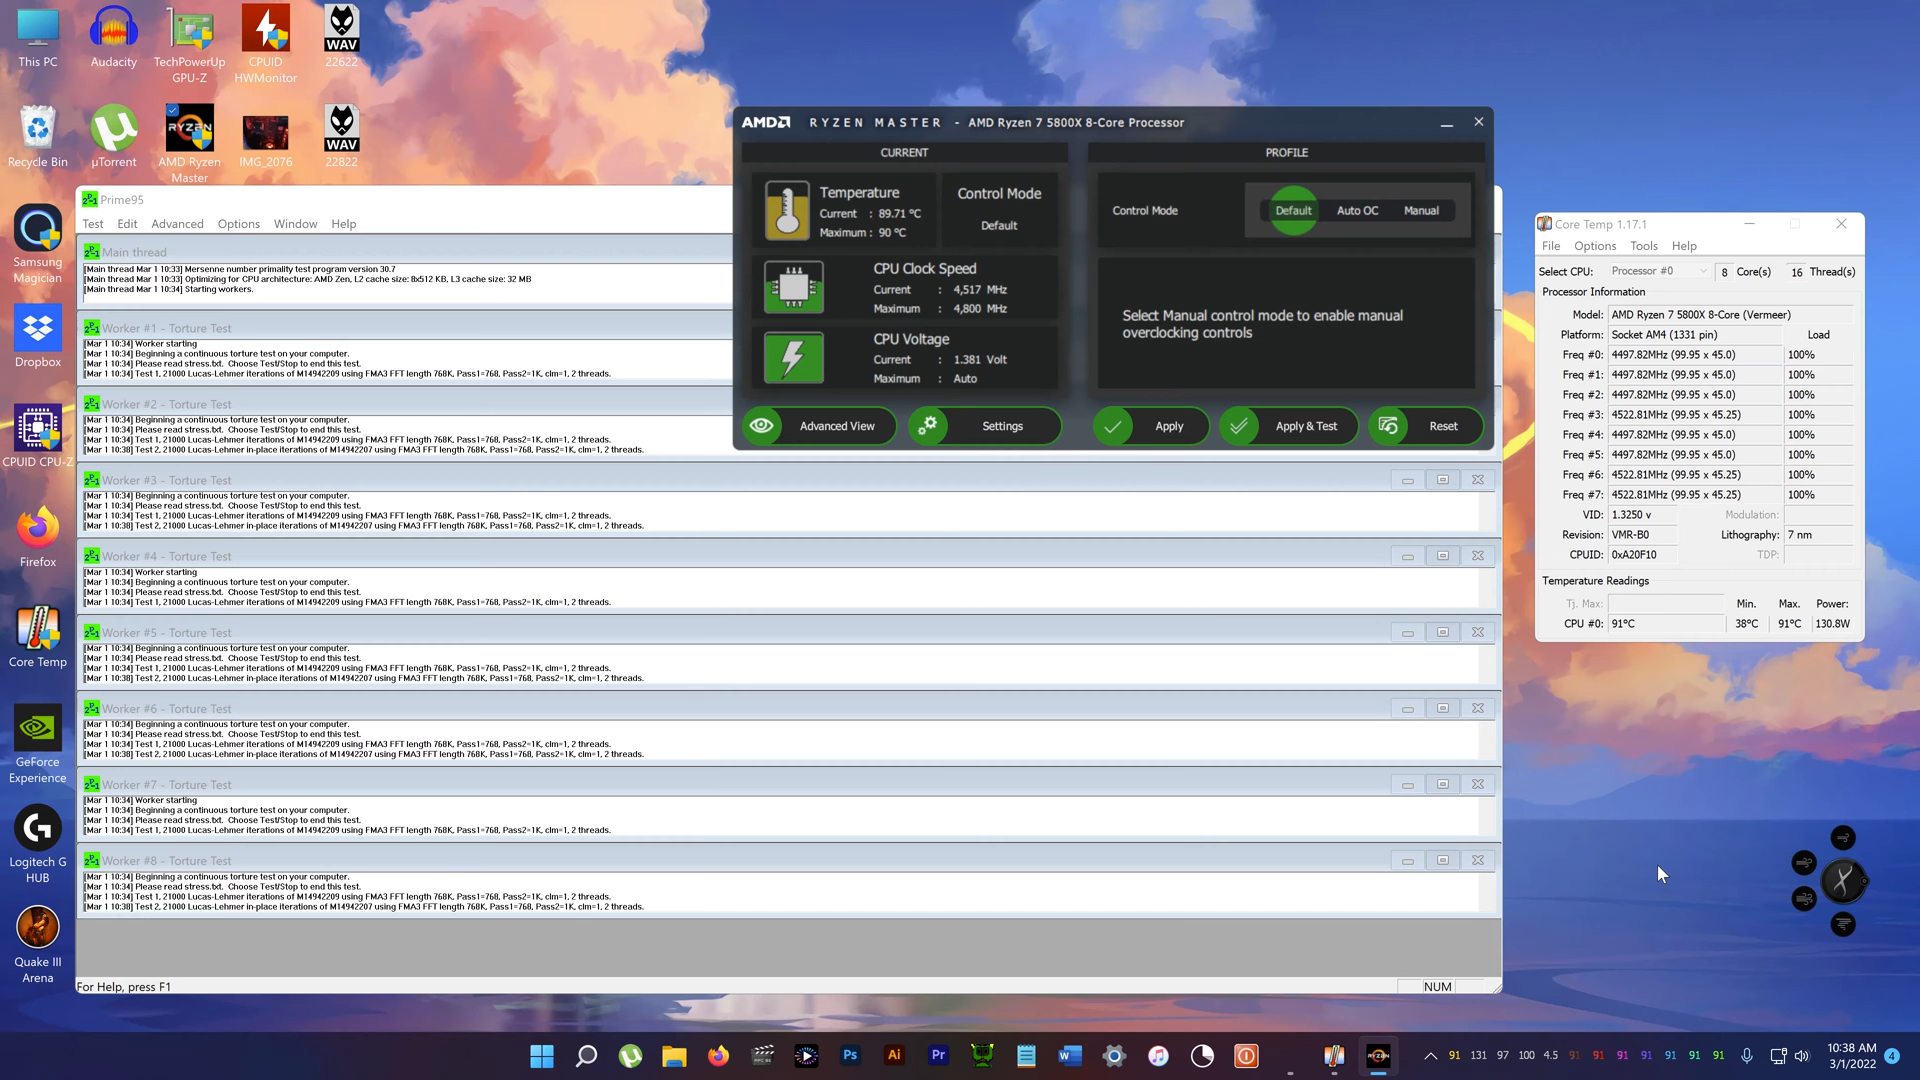 This PC
Audacity
TechPowerUp
GPU-Z
CPUID
HWMonitor
WAV
22622
Recycle Bin
µTorrent
RYZEN
AMD Ryzen
Master
IMG_2076
WAV
22822
Samsung
Magician
Dropbox
CPUID CPU-Z
Firefox
Core Temp
GeForce
Experience
Logitech G
HUB
Quake III
Arena
Prime95
Test Edit Advanced Options Window Help
Main thread
[Main thread Mar 1 10:33] Mersenne number primality test program version 30.7
[Main thread Mar 1 10:33] Optimizing for CPU architecture: AMD Zen, L2 cache size: 8x512 KB, L3 cache size: 32 MB
[Main thread Mar 1 10:34] Starting workers.
Worker #1 - Torture Test
[Mar 1 10:34] Worker starting
[Mar 1 10:34] Beginning a continuous torture test on your computer.
[Mar 1 10:34] Please read stress.txt. Choose Test/Stop to end this test.
[Mar 1 10:34] Test 1, 21000 Lucas-Lehmer iterations of M14942209 using FMA3 FFT length 768K, Pass1=768, Pass2=1K, clm=1, 2 threads.
Worker #2 - Torture Test
[Mar 1 10:34] Beginning a continuous torture test on your computer.
[Mar 1 10:34] Please read stress.txt. Choose Test/Stop to end this test.
[Mar 1 10:34] Test 1, 21000 Lucas-Lehmer iterations of M14942209 using FMA3 FFT length 768K, Pass1=768, Pass2=1K, clm=1, 2 threads.
[Mar 1 10:38] Test 2, 21000 Lucas-Lehmer in-place iterations of M14942207 using FMA3 FFT length 768K, Pass1=768, Pass2=1K, clm=1, 2 threads.
Worker #3 - Torture Test
[Mar 1 10:34] Beginning a continuous torture test on your computer.
[Mar 1 10:34] Please read stress.txt. Choose Test/Stop to end this test.
[Mar 1 10:38] Test 2, 21000 Lucas-Lehmer in-place iterations of M14942207 using FMA3 FFT length 768K, Pass1=768, Pass2=1K, clm=1, 2 threads.
Worker #4 - Torture Test
[Mar 1 10:34] Worker starting
[Mar 1 10:34] Beginning a continuous torture test on your computer.
[Mar 1 10:34] Please read stress.txt. Choose Test/Stop to end this test.
[Mar 1 10:34] Test 1, 21000 Lucas-Lehmer iterations of M14942209 using FMA3 FFT length 768K, Pass1=768, Pass2=1K, clm=1, 2 threads.
Worker #5 - Torture Test
[Mar 1 10:34] Beginning a continuous torture test on your computer.
[Mar 1 10:34] Please read stress.txt. Choose Test/Stop to end this test.
[Mar 1 10:34] Test 1, 21000 Lucas-Lehmer iterations of M14942209 using FMA3 FFT length 768K, Pass1=768, Pass2=1K, clm=1, 2 threads.
[Mar 1 10:38] Test 2, 21000 Lucas-Lehmer in-place iterations of M14942207 using FMA3 FFT length 768K, Pass1=768, Pass2=1K, clm=1, 2 threads.
Worker #6 - Torture Test
[Mar 1 10:34] Beginning a continuous torture test on your computer.
[Mar 1 10:34] Please read stress.txt. Choose Test/Stop to end this test.
[Mar 1 10:34] Test 1, 21000 Lucas-Lehmer iterations of M14942209 using FMA3 FFT length 768K, Pass1=768, Pass2=1K, clm=1, 2 threads.
[Mar 1 10:38] Test 2, 21000 Lucas-Lehmer in-place iterations of M14942207 using FMA3 FFT length 768K, Pass1=768, Pass2=1K, clm=1, 2 threads.
Worker #7 - Torture Test
[Mar 1 10:34] Worker starting
[Mar 1 10:34] Beginning a continuous torture test on your computer.
[Mar 1 10:34] Please read stress.txt. Choose Test/Stop to end this test.
[Mar 1 10:34] Test 1, 21000 Lucas-Lehmer iterations of M14942209 using FMA3 FFT length 768K, Pass1=768, Pass2=1K, clm=1, 2 threads.
Worker #8 - Torture Test
[Mar 1 10:34] Beginning a continuous torture test on your computer.
[Mar 1 10:34] Please read stress.txt. Choose Test/Stop to end this test.
[Mar 1 10:34] Test 1, 21000 Lucas-Lehmer iterations of M14942209 using FMA3 FFT length 768K, Pass1=768, Pass2=1K, clm=1, 2 threads.
[Mar 1 10:38] Test 2, 21000 Lucas-Lehmer in-place iterations of M14942207 using FMA3 FFT length 768K, Pass1=768, Pass2=1K, clm=1, 2 threads.
For Help, press F1
NUM
AMD RYZEN MASTER - AMD Ryzen 7 5800X 8-Core Processor
CURRENT
Temperature
Current : 89.71 °C
Maximum : 90 °C
Control Mode
Default
CPU Clock Speed
Current : 4,517 MHz
Maximum : 4,800 MHz
CPU Voltage
Current : 1.381 Volt
Maximum : Auto
PROFILE
Control Mode
Default Auto OC Manual
Select Manual control mode to enable manual
overclocking controls
Advanced View Settings Apply Apply & Test Reset
Core Temp 1.17.1
File Options Tools Help
Select CPU: Processor #0 8 Core(s) 16 Thread(s)
Processor Information
Model: AMD Ryzen 7 5800X 8-Core (Vermeer)
Platform: Socket AM4 (1331 pin) Load
Freq #0: 4497.82MHz (99.95 x 45.0) 100%
Freq #1: 4497.82MHz (99.95 x 45.0) 100%
Freq #2: 4497.82MHz (99.95 x 45.0) 100%
Freq #3: 4522.81MHz (99.95 x 45.25) 100%
Freq #4: 4497.82MHz (99.95 x 45.0) 100%
Freq #5: 4497.82MHz (99.95 x 45.0) 100%
Freq #6: 4522.81MHz (99.95 x 45.25) 100%
Freq #7: 4522.81MHz (99.95 x 45.25) 100%
VID: 1.3250 v Modulation:
Revision: VMR-B0 Lithography: 7 nm
CPUID: 0xA20F10 TDP:
Temperature Readings
Tj. Max: Min. Max. Power:
CPU #0: 91°C 38°C 91°C 130.8W
Ps Ai Pr W RYZEN
91 131 97 100 4.5 91 91 91 91 91 91 91
10:38 AM
3/1/2022
4